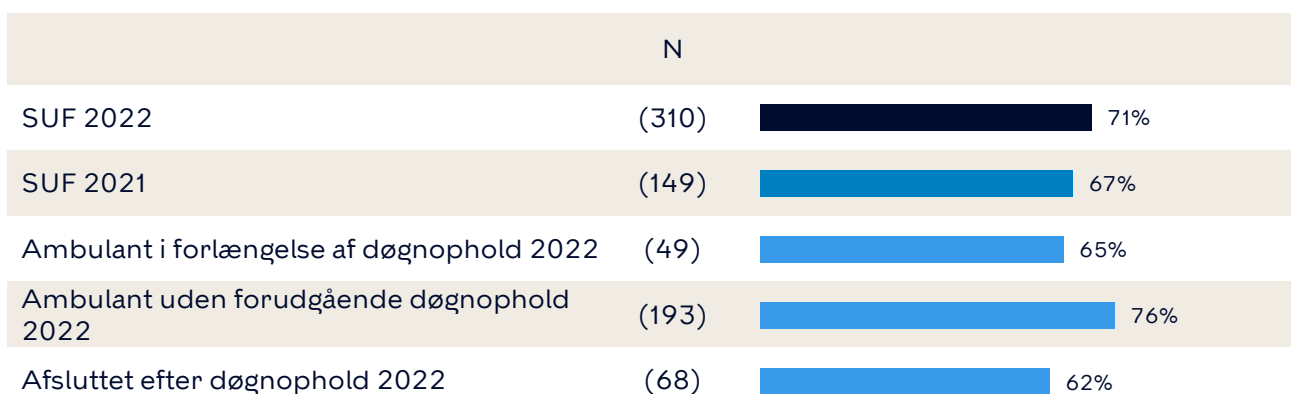 N
SUF 2022 (310) 71%
SUF 2021 (149) 67%
Ambulant i forlængelse af døgnophold 2022 (49) 65%
Ambulant uden forudgående døgnophold
2022 (193) 76%
Afsluttet efter døgnophold 2022 (68) 62%